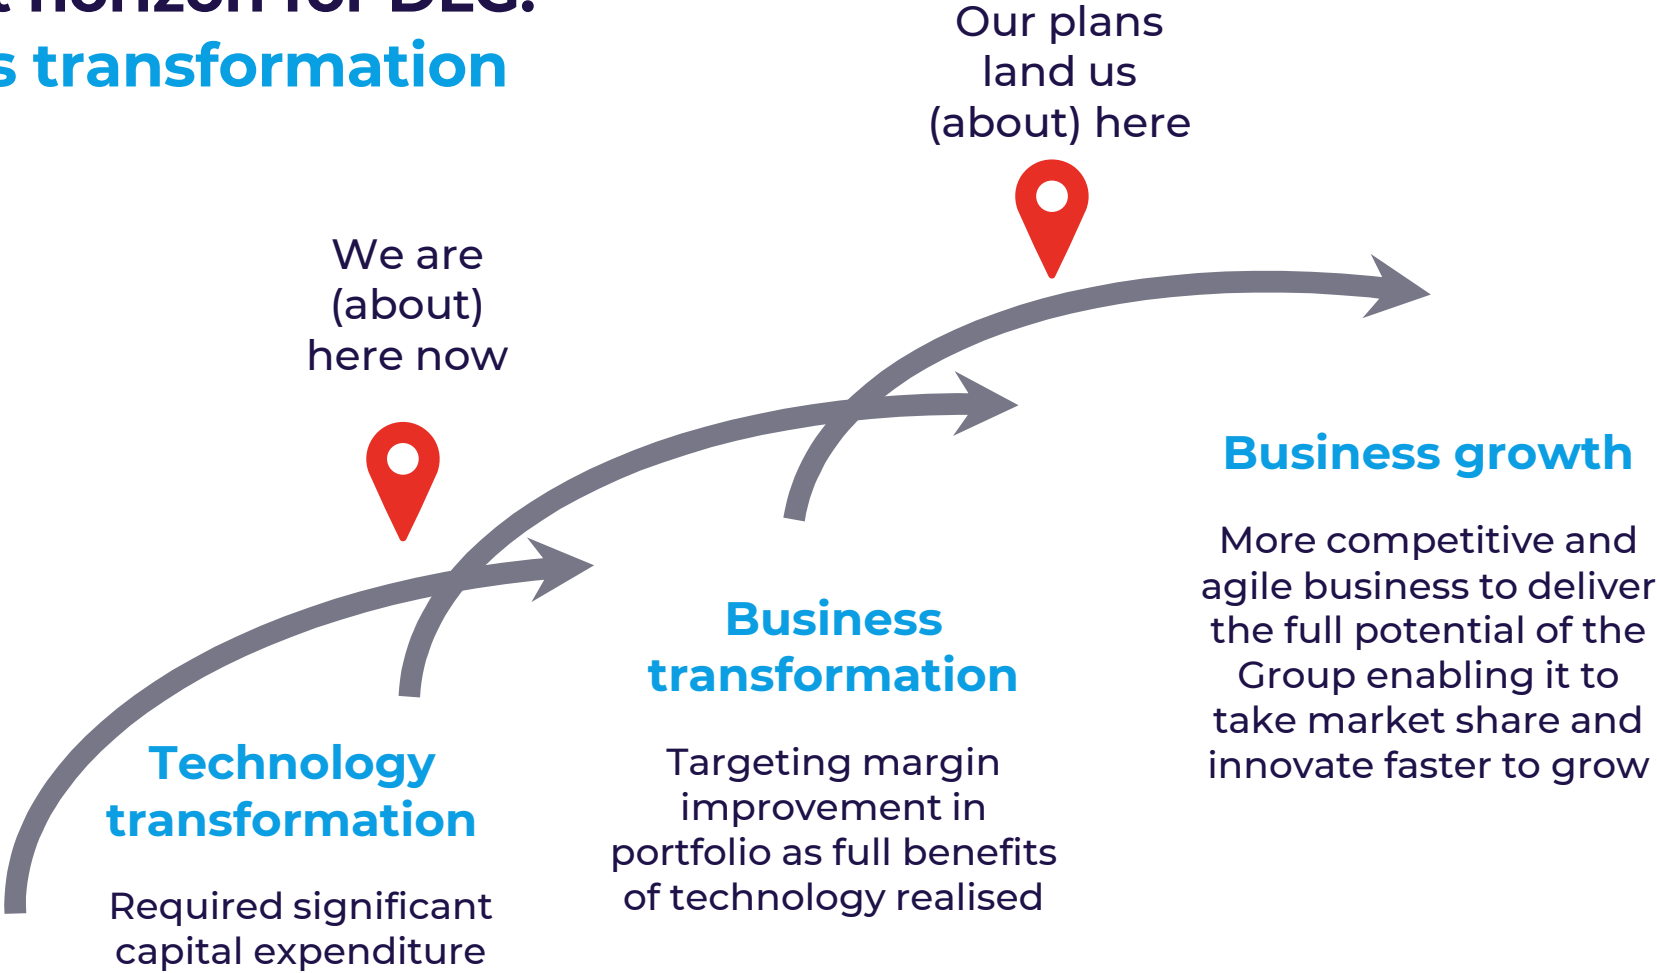 horizon for DLG:
s transformation
Our plans
land us
(about) here
We are
(about)
here now
Business growth
More competitive and
agile business to deliver
the full potential of the
Group enabling it to
take market share and
innovate faster to grow
Business
transformation
Targeting margin
improvement in
portfolio as full benefits
of technology realised
Technology
transformation
Required significant
capital expenditure